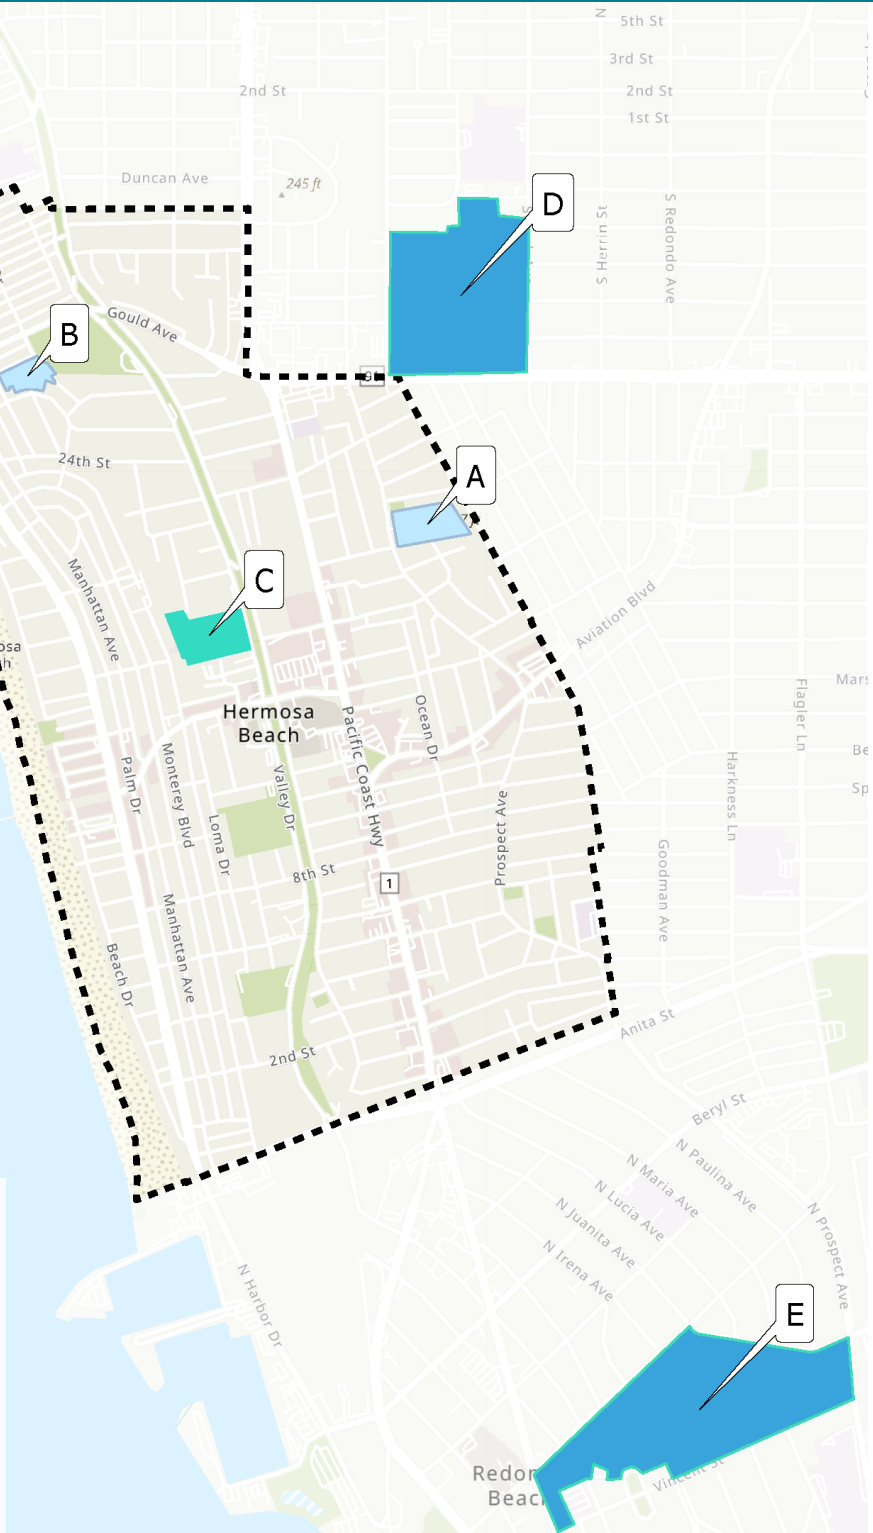 N
5th St
3rd St
2nd St
2nd St
1st St
Duncan Ave
245 ft
D
S Herrin St
S Redondo Ave
Gould Ave
B
24th St
A
C
Manhattan Ave
Aviation Blvd
Hermosa
Beach
Ocean Dr
Pacific Coast Hwy
Flagler Ln
Palm Dr
Monterey Blvd
Valley Dr
Loma Dr
Prospect Ave
Harkness Ln
8th St
1
Goodman Ave
Manhattan Ave
Beach Dr
Anita St
2nd St
Beryl St
N Paulina Ave
N Maria Ave
N Lucia Ave
N Juanita Ave
N Irena Ave
N Prospect Ave
N Harbor Dr
E
Vincent St